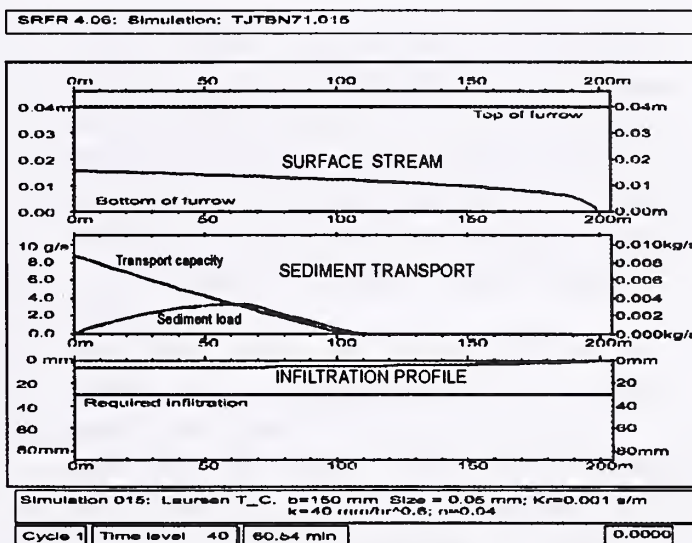 SRFR 4.06: Simulation: TJTBN71.015
0m 50 100 150 200m
0.04m 0.04m
Top of furrow
0.03 0.03
0.02 0.02
SURFACE STREAM
0.01 0.01
Bottom of furrow
0.00 0.00m
0m 50 100 150 200m
10 g/s 0.010kg/s
8.0 Transport capacity 0.008
SEDIMENT TRANSPORT
6.0 0.006
4.0 0.004
2.0 Sediment load 0.002
0.0 0.000kg/s
0m 50 100 150 200m
0 mm 0mm
INFILTRATION PROFILE
20 20
Required infiltration
40 40
60 60
80mm 80mm
0m 50 100 150 200m
Simulation 015: Laursen T_C. b=150 mm Size = 0.05 mm; Kr=0.001 s/m
k=40 mm/hr^0.6; n=0.04
Cycle 1 Time level 40 60.54 min 0.0000